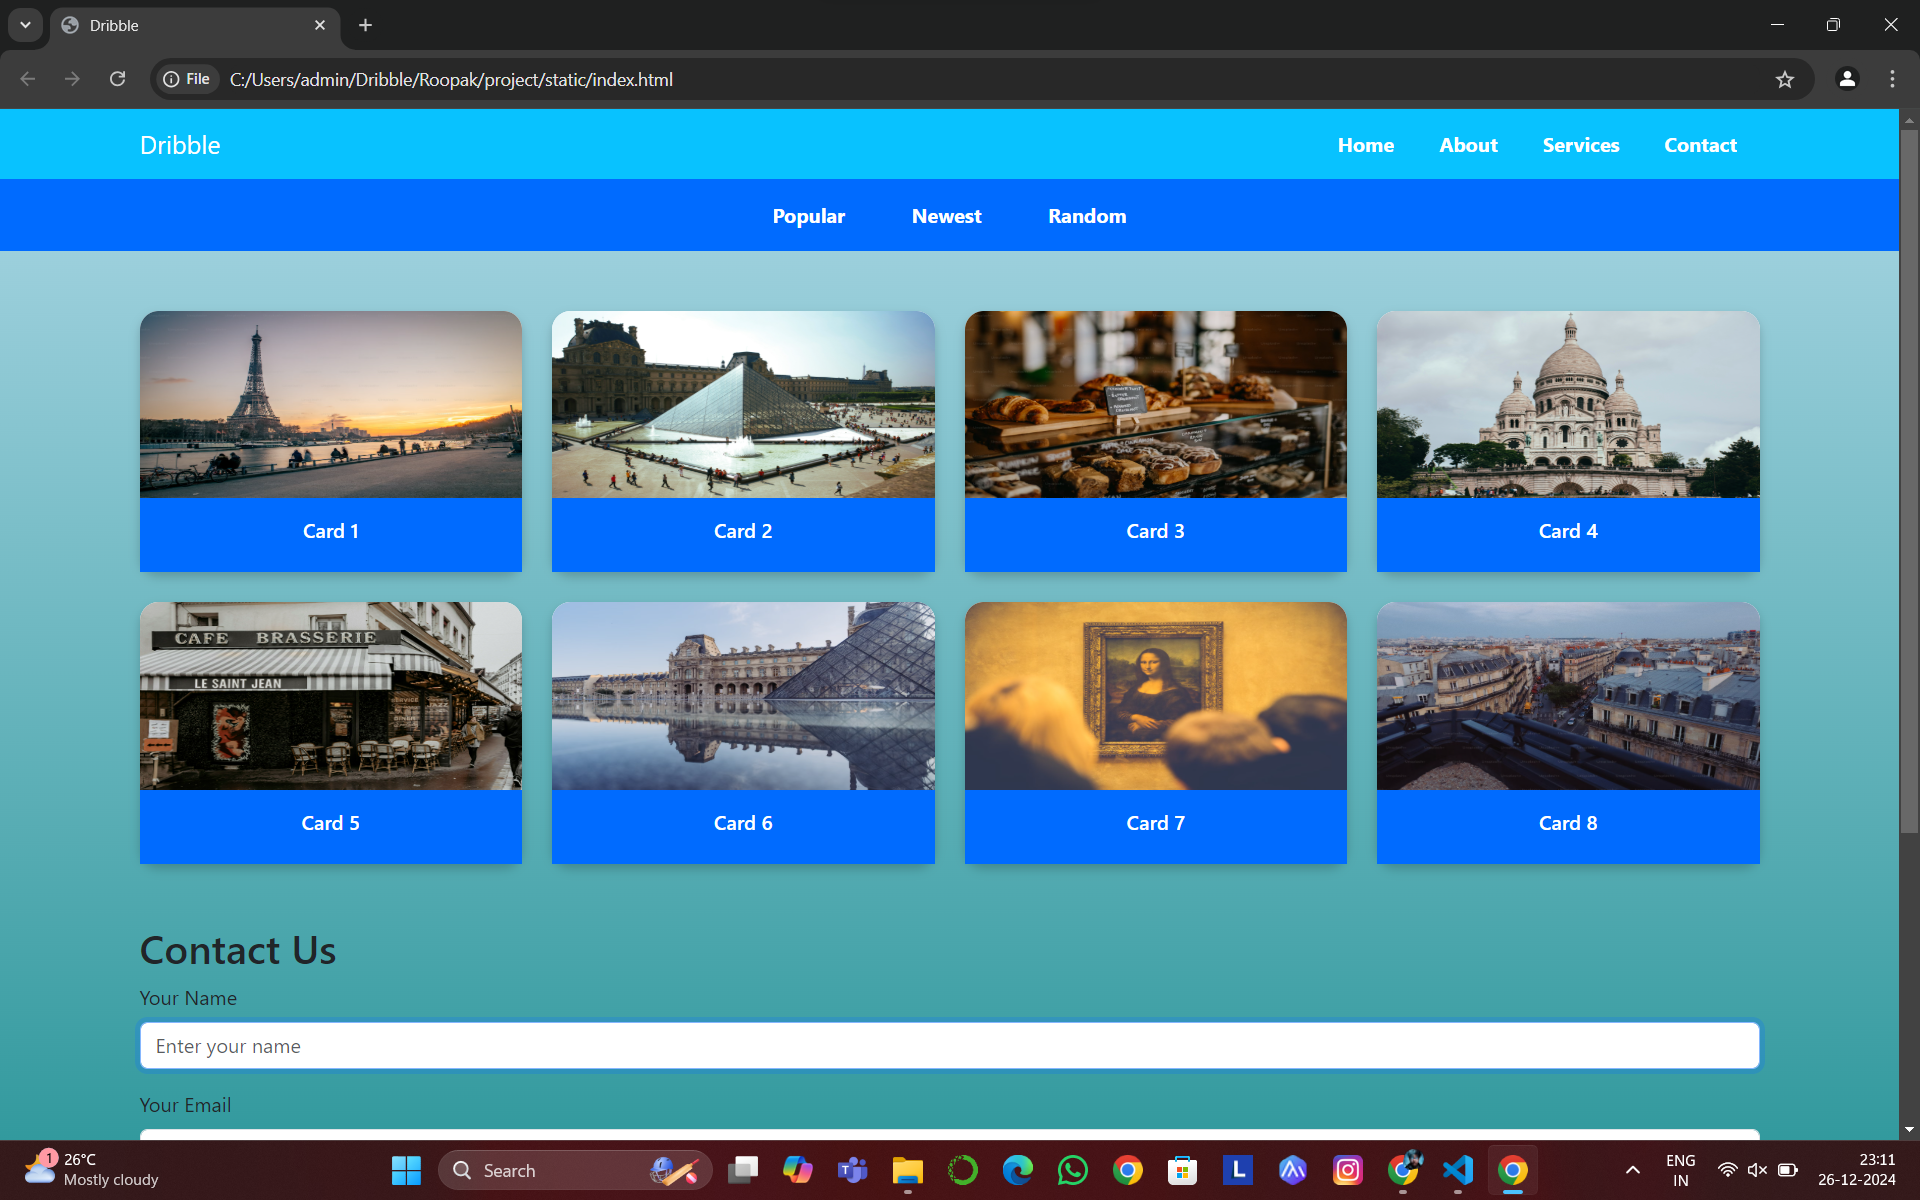 Dribble
File
C:/Users/admin/Dribble/Roopak/project/static/index.html
Dribble
Home
About
Services
Contact
Popular
Newest
Random
Card 1
Card 2
Card 3
Card 4
CAFE BRASSERIE
LE SAINT JEAN
Card 5
Card 6
Card 7
Card 8
Contact Us
Your Name
Enter your name
Your Email
1
26°C
Mostly cloudy
Search
L
ENG
IN
23:11
26-12-2024